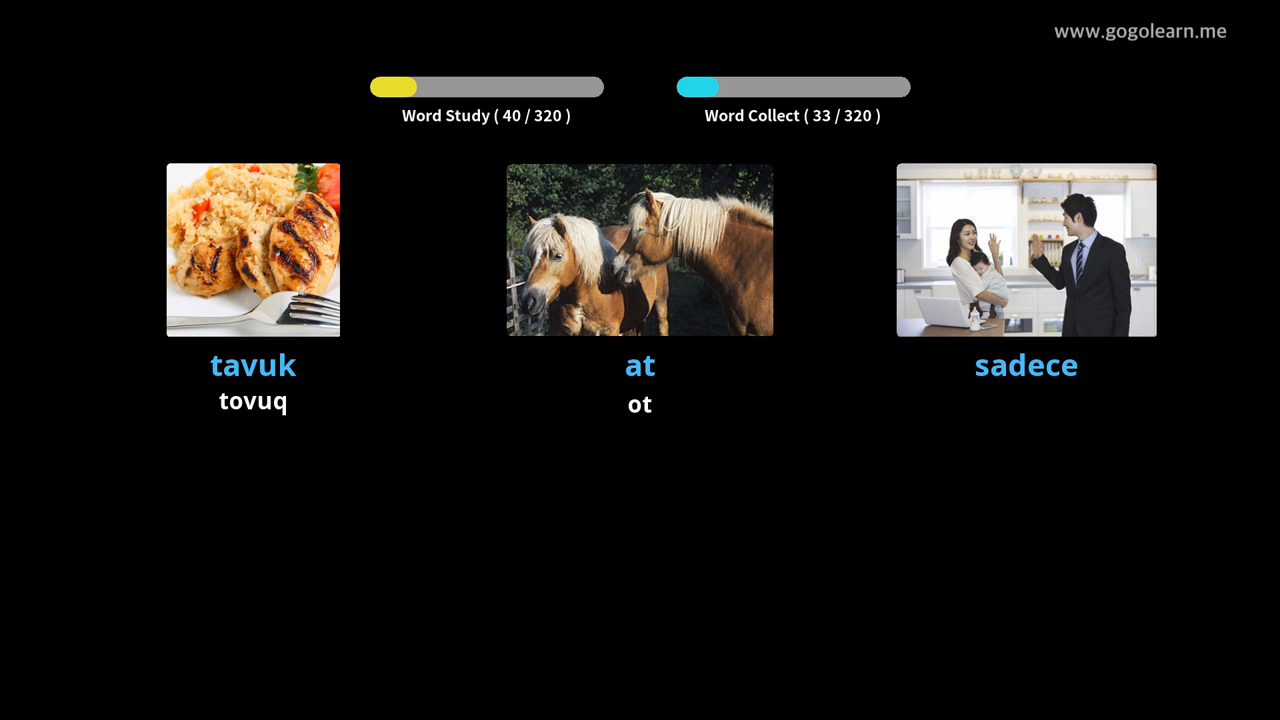 www.gogolearn.me
Word Study ( 40 / 320 )
Word Collect ( 33 / 320 )
tavuk
at
sadece
tovuq
ot